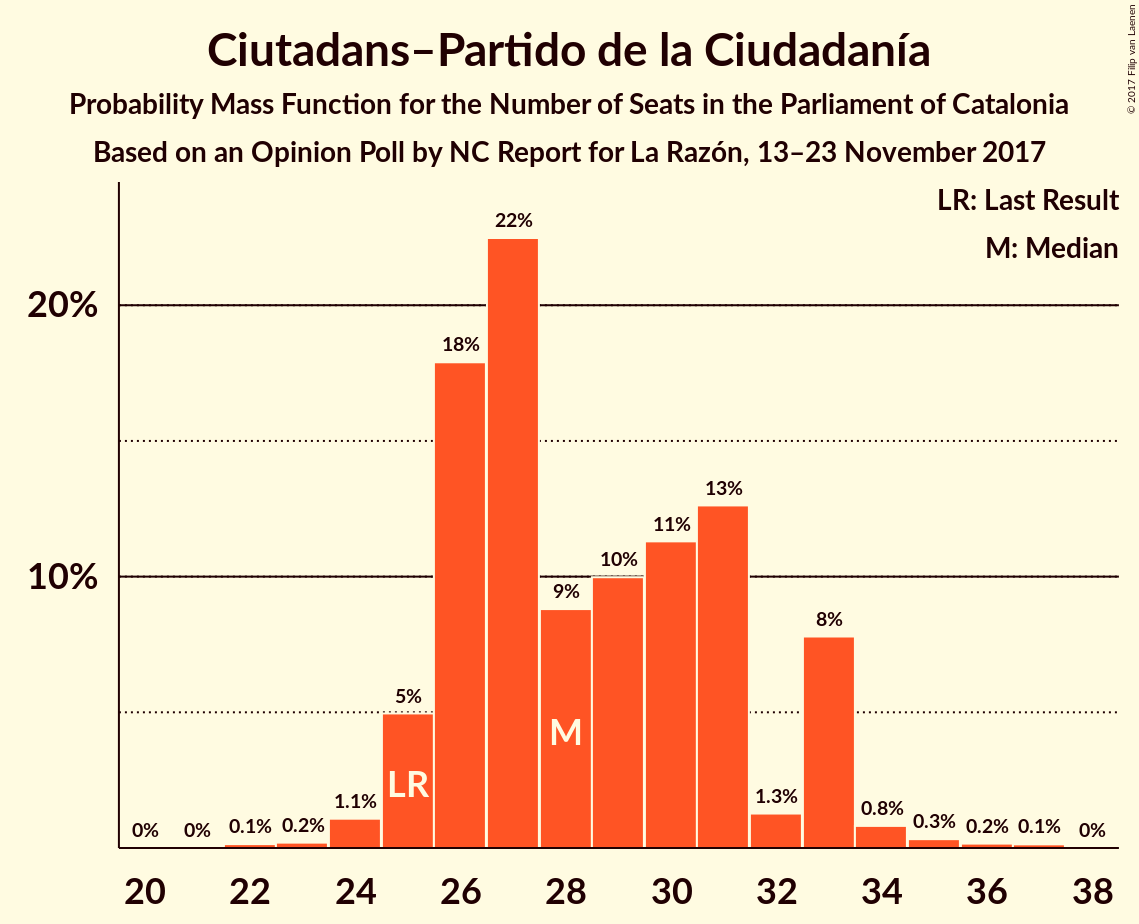 Ciutadans–Partido de la Ciudadanía
Probability Mass Function for the Number of Seats in the Parliament of Catalonia
Based on an Opinion Poll by NC Report for La Razón, 13–23 November 2017
© 2017 Filip van Laenen
LR: Last Result
M: Median
20%
10%
0%
0%
0.1%
0.2%
1.1%
5%
18%
22%
9%
10%
11%
13%
1.3%
8%
0.8%
0.3%
0.2%
0.1%
0%
LR
M
20 22 24 26 28 30 32 34 36 38